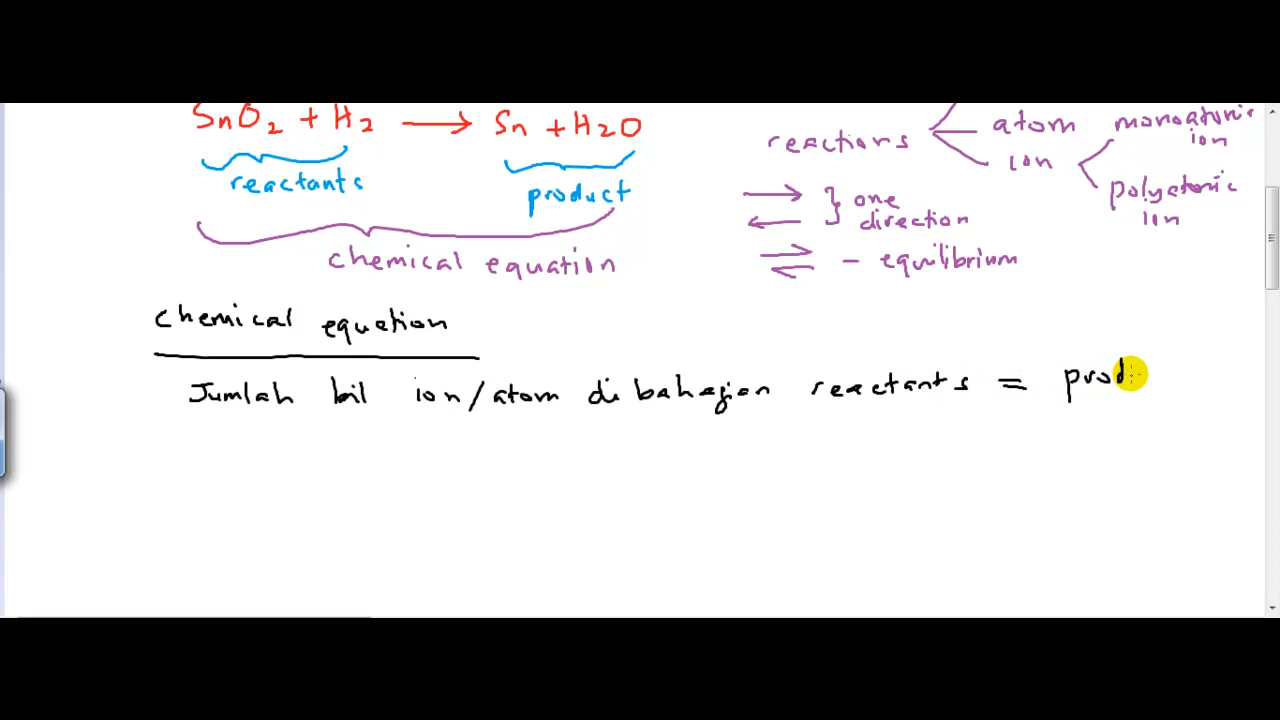 SnO2 + H2 → Sn + H2O
reactants
product
chemical equation
reactions
atom
ion
monoatomic
ion
polyatomic
ion
→
← } one
direction
⇌ – equilibrium
chemical equation
Jumlah bil ion/atom di bahagian reactants = prod